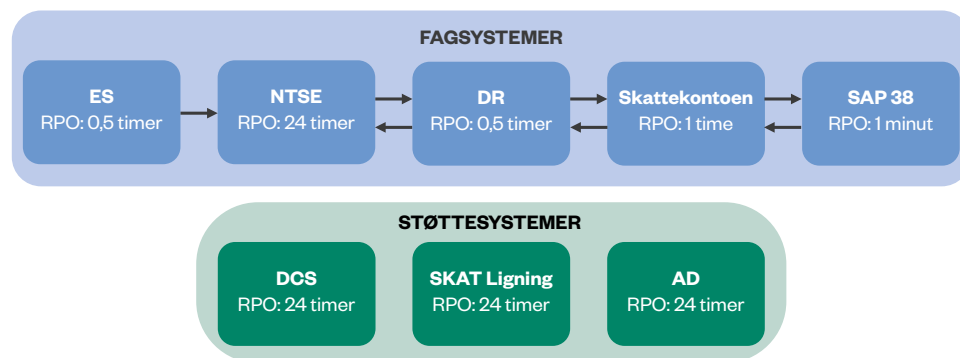 FAGSYSTEMER
ES
RPO: 0,5 timer
NTSE
RPO: 24 timer
DR
RPO: 0,5 timer
Skattekontoen
RPO: 1 time
SAP 38
RPO: 1 minut
STØTTESYSTEMER
DCS
RPO: 24 timer
SKAT Ligning
RPO: 24 timer
AD
RPO: 24 timer